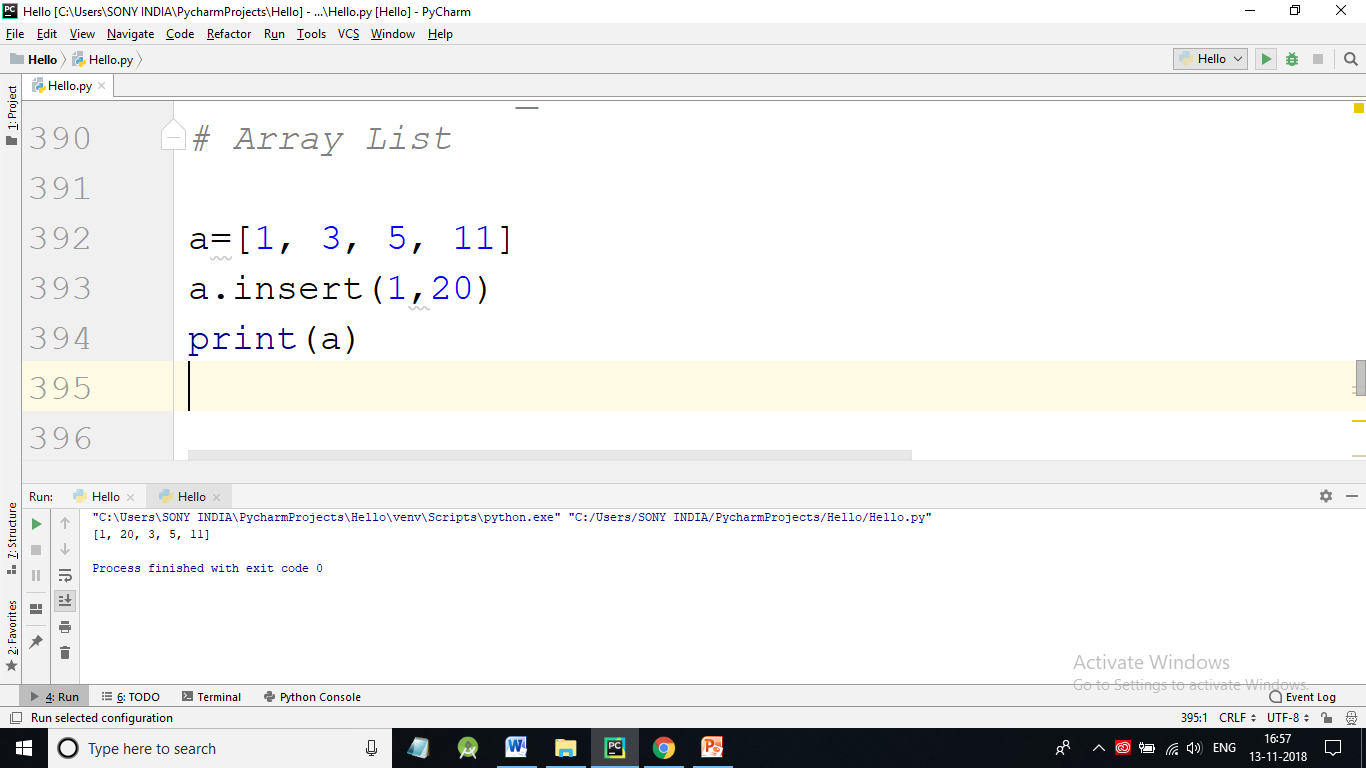 Hello [C:\Users\SONY INDIA\PycharmProjects\Hello] - ...\Hello.py [Hello] - PyCharm
File Edit View Navigate Code Refactor Run Tools VCS Window Help
Hello Hello.py Hello
Hello.py
1: Project
390 # Array List
391
392 a=[1, 3, 5, 11]
393 a.insert(1,20)
394 print(a)
395
396
Run: Hello Hello
"C:\Users\SONY INDIA\PycharmProjects\Hello\venv\Scripts\python.exe" "C:/Users/SONY INDIA/PycharmProjects/Hello/Hello.py"
[1, 20, 3, 5, 11]
Process finished with exit code 0
7: Structure
2: Favorites
Activate Windows
Go to Settings to activate Windows.
4: Run 6: TODO Terminal Python Console Event Log
Run selected configuration 395:1 CRLF UTF-8
Type here to search ENG 16:57
13-11-2018